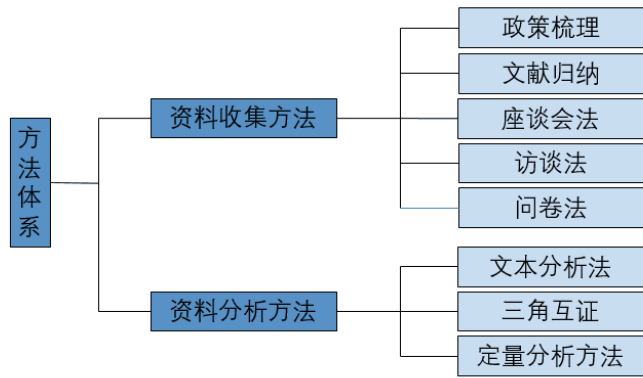 方法体系
资料收集方法
政策梳理
文献归纳
座谈会法
访谈法
问卷法
资料分析方法
文本分析法
三角互证
定量分析方法